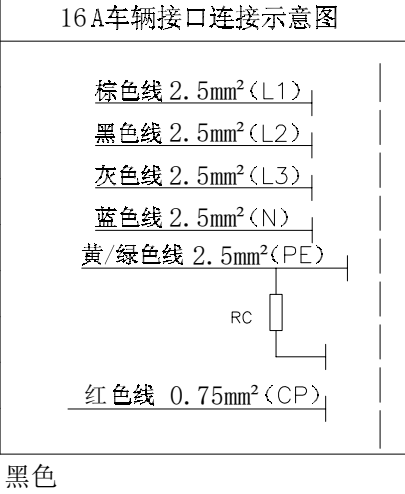 16A车辆接口连接示意图
棕色线 2.5mm²(L1)
黑色线 2.5mm²(L2)
灰色线 2.5mm²(L3)
蓝色线 2.5mm²(N)
黄/绿色线 2.5mm²(PE)
RC
红色线 0.75mm²(CP)
黑色